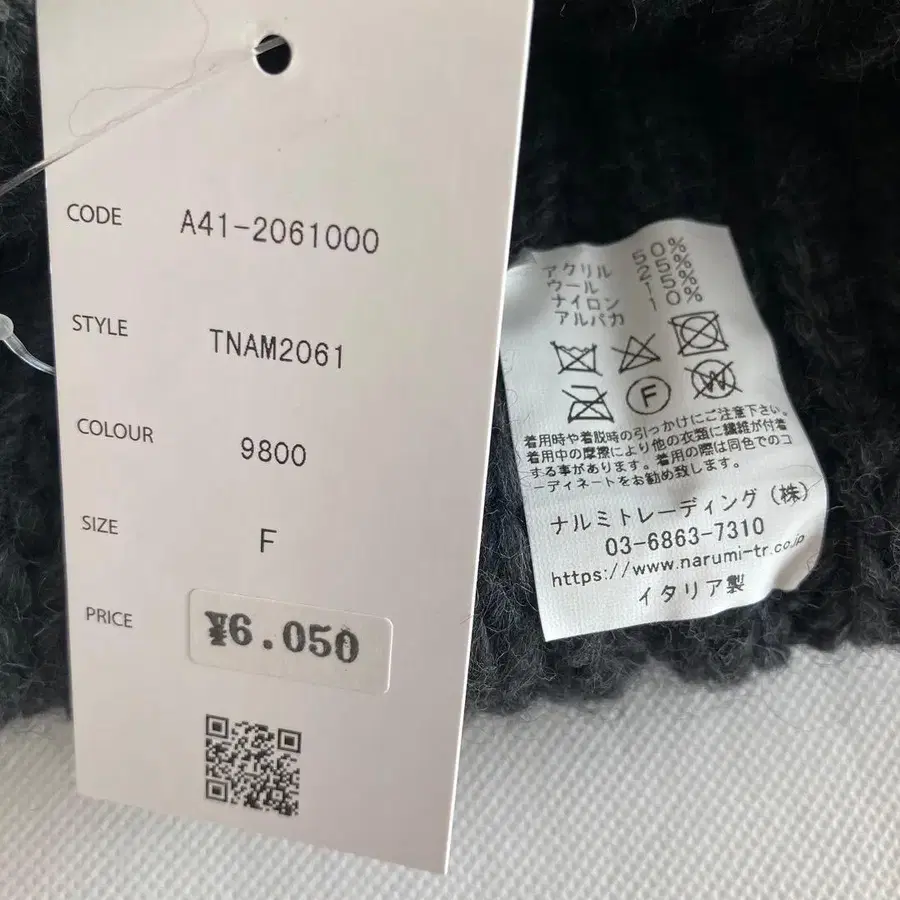 CODE A41-2061000
STYLE TNAM2061
COLOUR 9800
SIZE F
PRICE ¥6.050
アクリル 50%
ウール 25%
ナイロン 15%
アルパカ 10%
F
W
着用時や着脱時の引っかけにご注意下さい。
着用中の摩擦により他の衣類に繊維が付着
する事があります。着用の際は同色でのコ
ーディネートをお勧め致します。
ナルミトレーディング（株）
03-6863-7310
https://www.narumi-tr.co.jp
イタリア製